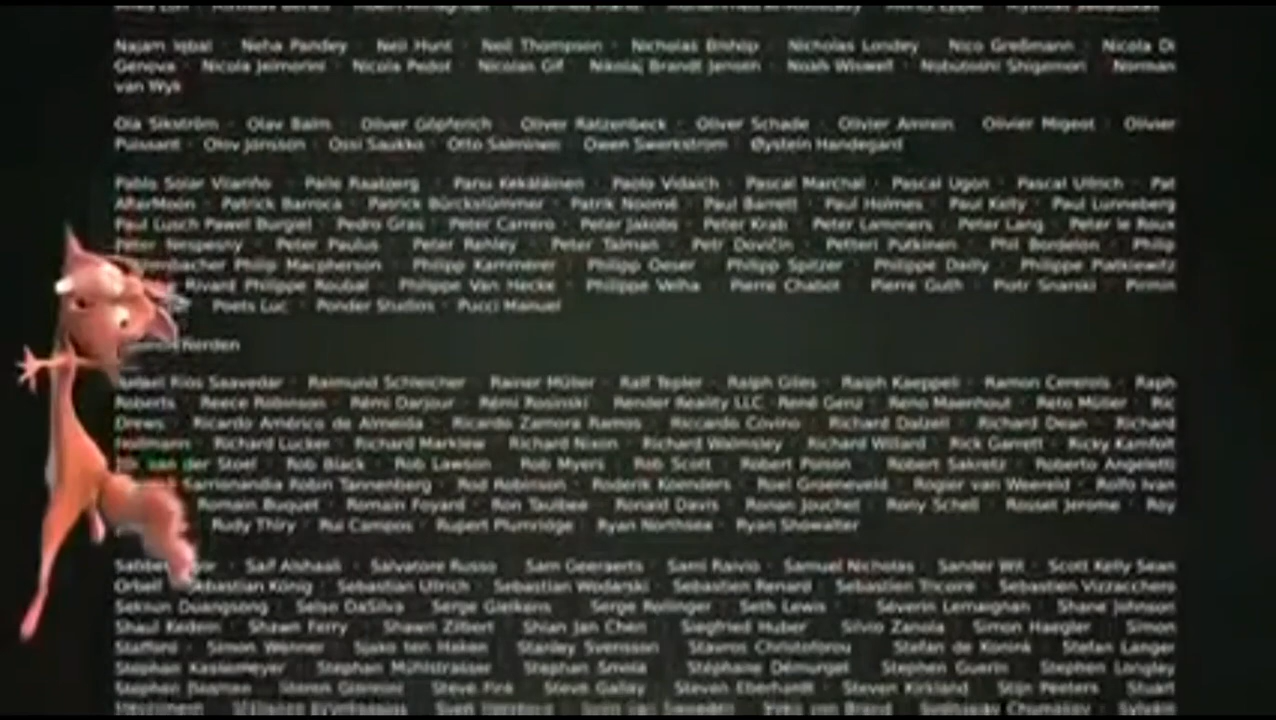 Najam Iqbal · Neha Pandey · Neil Hunt · Neil Thompson · Nicholas Bishop · Nicholas Londey · Nico Greßmann · Nicola Di
Genova · Nicola Jelmorini · Nicola Pedot · Nicolas Gif · Nikolaj Brandt Jensen · Noah Wiswell · Nobutoshi Shigemori · Norman
van Wyk
Ola Sikström · Olav Balm · Oliver Göpferich · Oliver Ratzenbeck · Oliver Schade · Olivier Amrein · Olivier Migeot · Olivier
Puissant · Olov Jonsson · Ossi Saukko · Otto Salminen · Owen Swerkstrom · Øystein Handegard
Pablo Solar Vilariño · Palle Raabjerg · Panu Kekäläinen · Paolo Vidaich · Pascal Marchal · Pascal Ugon · Pascal Ullrich · Pat
AfterMoon · Patrick Barroca · Patrick Bürckstümmer · Patrik Noomé · Paul Barrett · Paul Holmes · Paul Kelly · Paul Lunneberg
Paul Lusch Pawel Burgiel · Pedro Gras · Peter Carrero · Peter Jakobs · Peter Krab · Peter Lammers · Peter Lang · Peter le Roux
Peter Nespesny · Peter Paulus · Peter Rehley · Peter Talman · Petr Dovičin · Petteri Putkinen · Phil Bordelon · Philip
Philip Macpherson · Philipp Kammerer · Philipp Oeser · Philipp Spitzer · Philippe Dailly · Philippe Piatkiewitz
Rivard Philippe Roubal · Philippe Van Hecke · Philippe Velha · Pierre Chabot · Pierre Guth · Piotr Snarski · Pirmin
Poets Luc · Ponder Studios · Pucci Manuel
Nerden
Rios Saavedar · Raimund Schleicher · Rainer Müller · Ralf Tepler · Ralph Giles · Ralph Kaeppeli · Ramon Cererols · Raph
Roberts · Reece Robinson · Rémi Darjour · Rémi Rosinski · Render Reality LLC · René Genz · Reno Maenhout · Reto Müller · Ric
Drews · Ricardo Américo de Almeida · Ricardo Zamora Ramos · Riccardo Covino · Richard Dalzell · Richard Dean · Richard
Heilmann · Richard Lucker · Richard Marklew · Richard Nixon · Richard Walmsley · Richard Willard · Rick Garrett · Ricky Kamfolt
van der Stoel · Rob Black · Rob Lawson · Rob Myers · Rob Scott · Robert Poison · Robert Sakretz · Roberto Angeletti
Robin Tannenberg · Rod Robinson · Roderik Koenders · Roel Groeneveld · Rogier van Weereld · Rolfo Ivan
Romain Buquet · Romain Foyard · Ron Taulbee · Ronald Davis · Ronan Jouchet · Rony Schell · Rosset Jerome · Roy
Rudy Thiry · Rui Campos · Rupert Plumridge · Ryan Northsea · Ryan Showalter
Saif Alshaali · Salvatore Russo · Sam Geeraerts · Sami Raivio · Samuel Nicholas · Sander Wit · Scott Kelly Sean
Orbell · Sebastian König · Sebastian Ullrich · Sebastian Wodarski · Sebastien Renard · Sebastien Tricoire · Sebastien Vizzacchero
Seknun Duangsong · Selso DaSilva · Serge Gielkens · Serge Rollinger · Seth Lewis · Séverin Lemaignan · Shane Johnson
Shaul Kedem · Shawn Ferry · Shawn Zilbert · Shian Jan Chen · Siegfried Huber · Silvio Zanola · Simon Haegler · Simon
Stafford · Simon Wenner · Sjako ten Haken · Stanley Svensson · Stavros Christoforou · Stefan de Konink · Stefan Langer
Stephan Kaslemeyer · Stephan Mühlstrasser · Stephan Smola · Stéphane Démurget · Stephen Guerin · Stephen Longley
Steve Pink · Steve Galley · Steven Eberhardt · Steven Kirkland · Stijn Peeters · Stuart